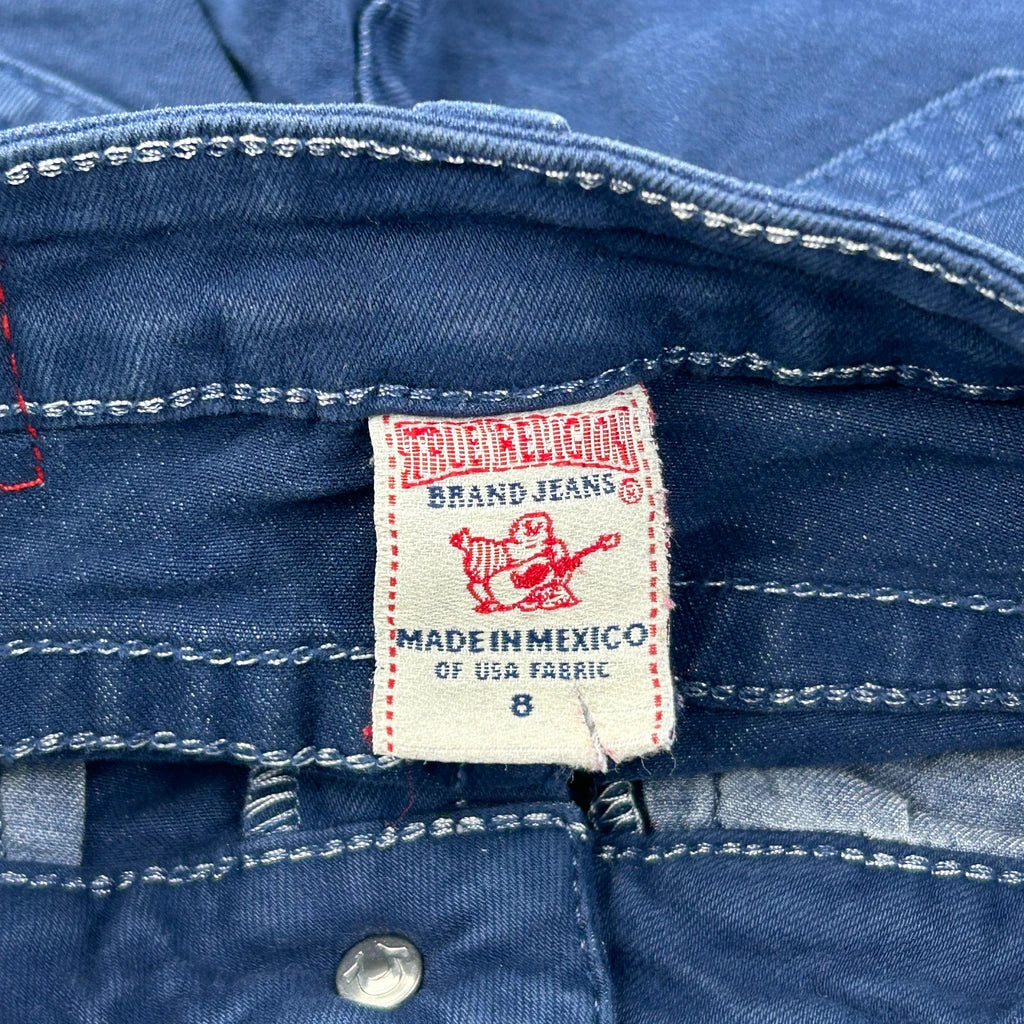 TRUE RELIGION
BRAND JEANS®
MADE IN MEXICO
OF USA FABRIC
8